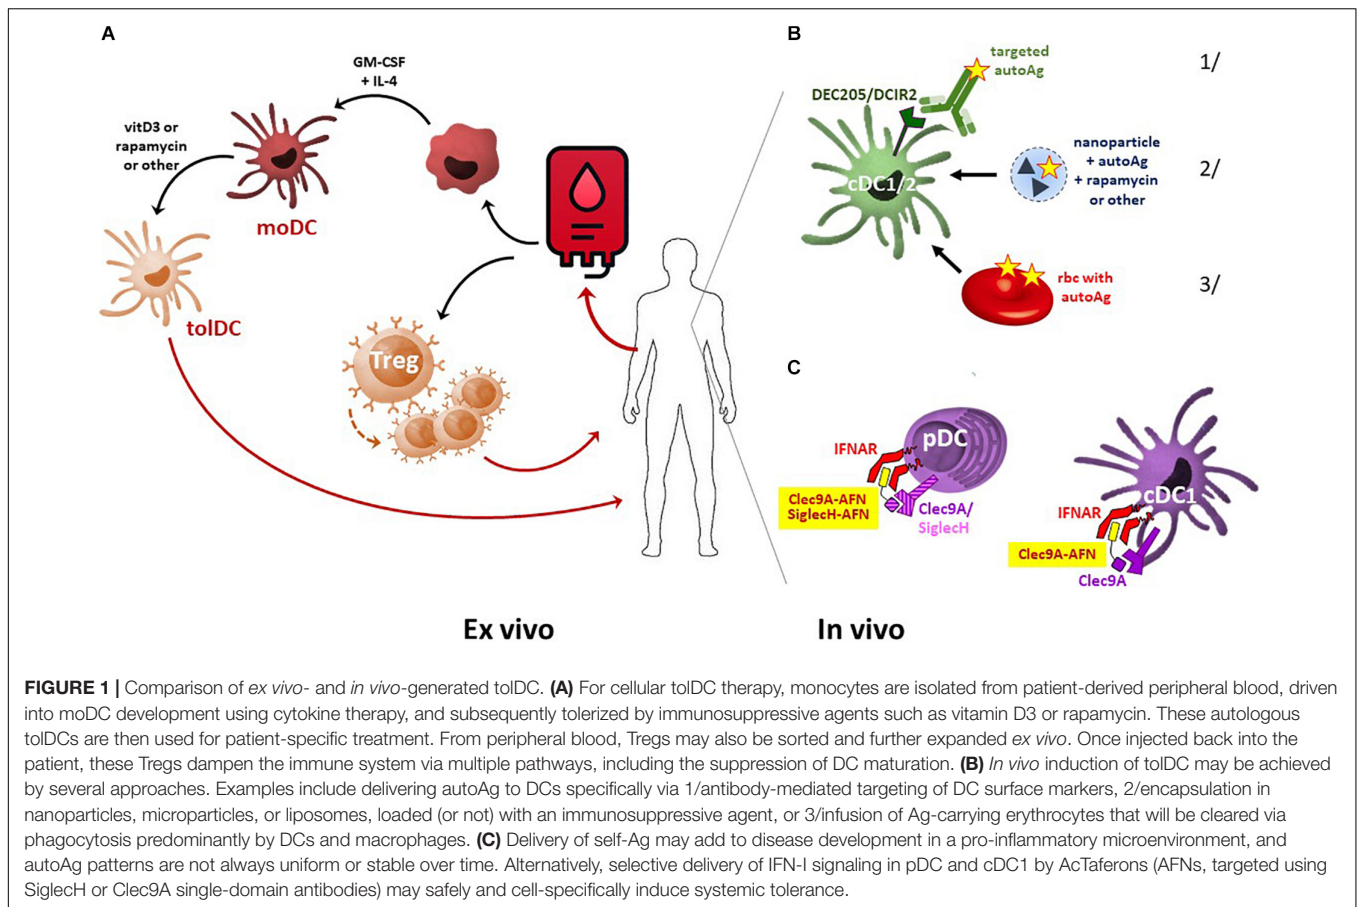 A
GM-CSF
+ IL-4
vitD3 or
rapamycin
or other
moDC
tolDC
Treg
B
targeted
autoAg
1/
DEC205/DCIR2
cDC1/2
nanoparticle
+ autoAg
+ rapamycin
or other
2/
rbc with
autoAg
3/
C
pDC
IFNAR
Clec9A-AFN
SiglecH-AFN
Clec9A/
SiglecH
cDC1
IFNAR
Clec9A-AFN
Clec9A
Ex vivo
In vivo
FIGURE 1 | Comparison of ex vivo- and in vivo-generated tolDC. (A) For cellular tolDC therapy, monocytes are isolated from patient-derived peripheral blood, driven
into moDC development using cytokine therapy, and subsequently tolerized by immunosuppressive agents such as vitamin D3 or rapamycin. These autologous
tolDCs are then used for patient-specific treatment. From peripheral blood, Tregs may also be sorted and further expanded ex vivo. Once injected back into the
patient, these Tregs dampen the immune system via multiple pathways, including the suppression of DC maturation. (B) In vivo induction of tolDC may be achieved
by several approaches. Examples include delivering autoAg to DCs specifically via 1/antibody-mediated targeting of DC surface markers, 2/encapsulation in
nanoparticles, microparticles, or liposomes, loaded (or not) with an immunosuppressive agent, or 3/infusion of Ag-carrying erythrocytes that will be cleared via
phagocytosis predominantly by DCs and macrophages. (C) Delivery of self-Ag may add to disease development in a pro-inflammatory microenvironment, and
autoAg patterns are not always uniform or stable over time. Alternatively, selective delivery of IFN-I signaling in pDC and cDC1 by AcTaferons (AFNs, targeted using
SiglecH or Clec9A single-domain antibodies) may safely and cell-specifically induce systemic tolerance.